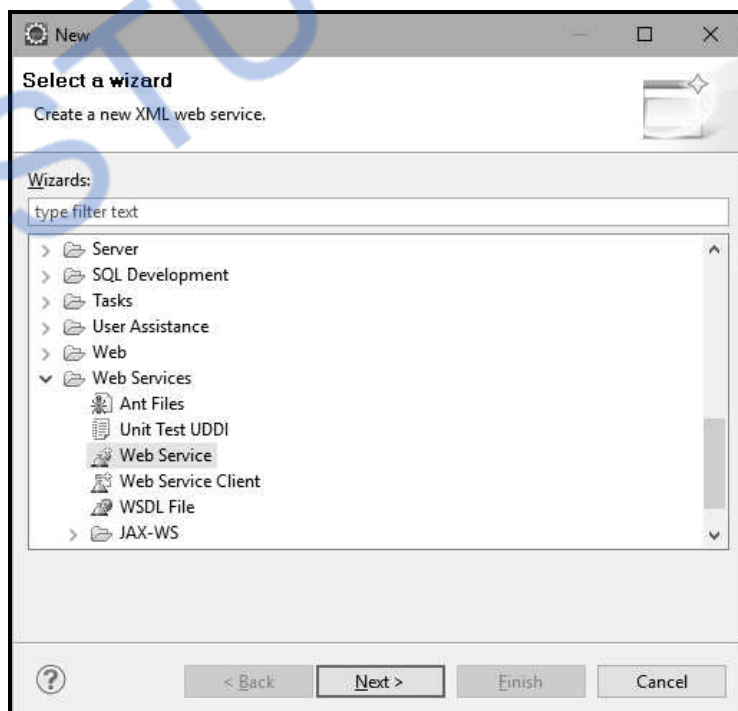 New
Select a wizard
Create a new XML web service.
Wizards:
type filter text
Server
SQL Development
Tasks
User Assistance
Web
Web Services
Ant Files
Unit Test UDDI
Web Service
Web Service Client
WSDL File
JAX-WS
? < Back Next > Finish Cancel
STU